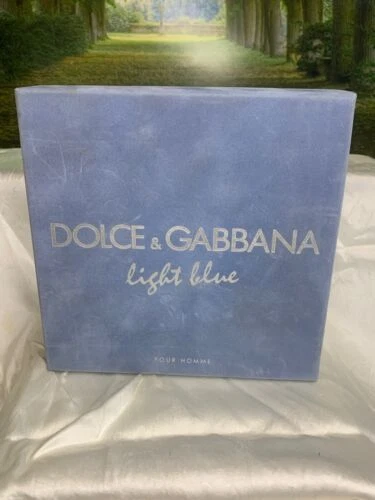 DOLCE & GABBANA
light blue
POUR HOMME